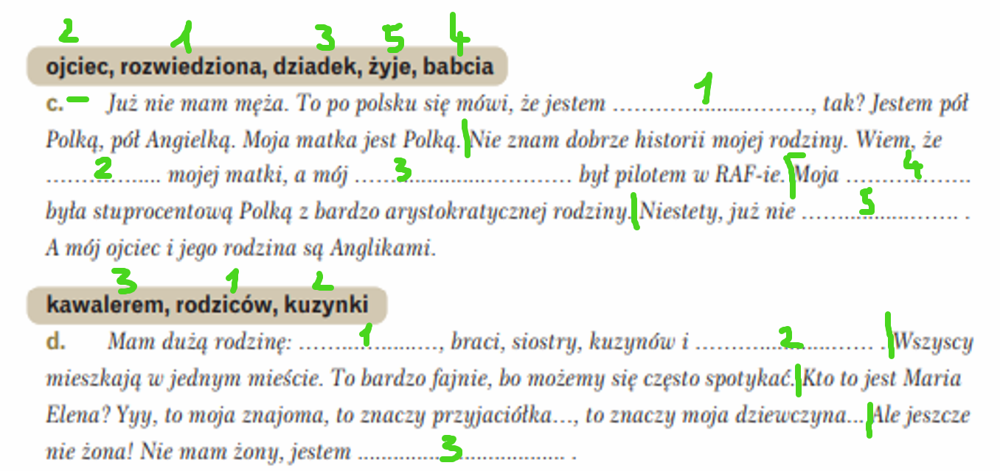 2 1 3 5 4
ojciec, rozwiedziona, dziadek, żyje, babcia
c. – Już nie mam męża. To po polsku się mówi, że jestem .....1....., tak? Jestem pół
Polką, pół Angielką. Moja matka jest Polką. | Nie znam dobrze historii mojej rodziny. Wiem, że
.....2..... mojej matki, a mój .....3..... był pilotem w RAF-ie. | Moja .....4.....
była stuprocentową Polką z bardzo arystokratycznej rodziny. | Niestety, już nie .....5..... .
A mój ojciec i jego rodzina są Anglikami.
3 1 2
kawalerem, rodziców, kuzynki
d. Mam dużą rodzinę: .....1....., braci, siostry, kuzynów i .....2..... . | Wszyscy
mieszkają w jednym mieście. To bardzo fajnie, bo możemy się często spotykać. | Kto to jest Maria
Elena? Yyy, to moja znajoma, to znaczy przyjaciółka..., to znaczy moja dziewczyna... | Ale jeszcze
nie żona! Nie mam żony, jestem .....3..... .